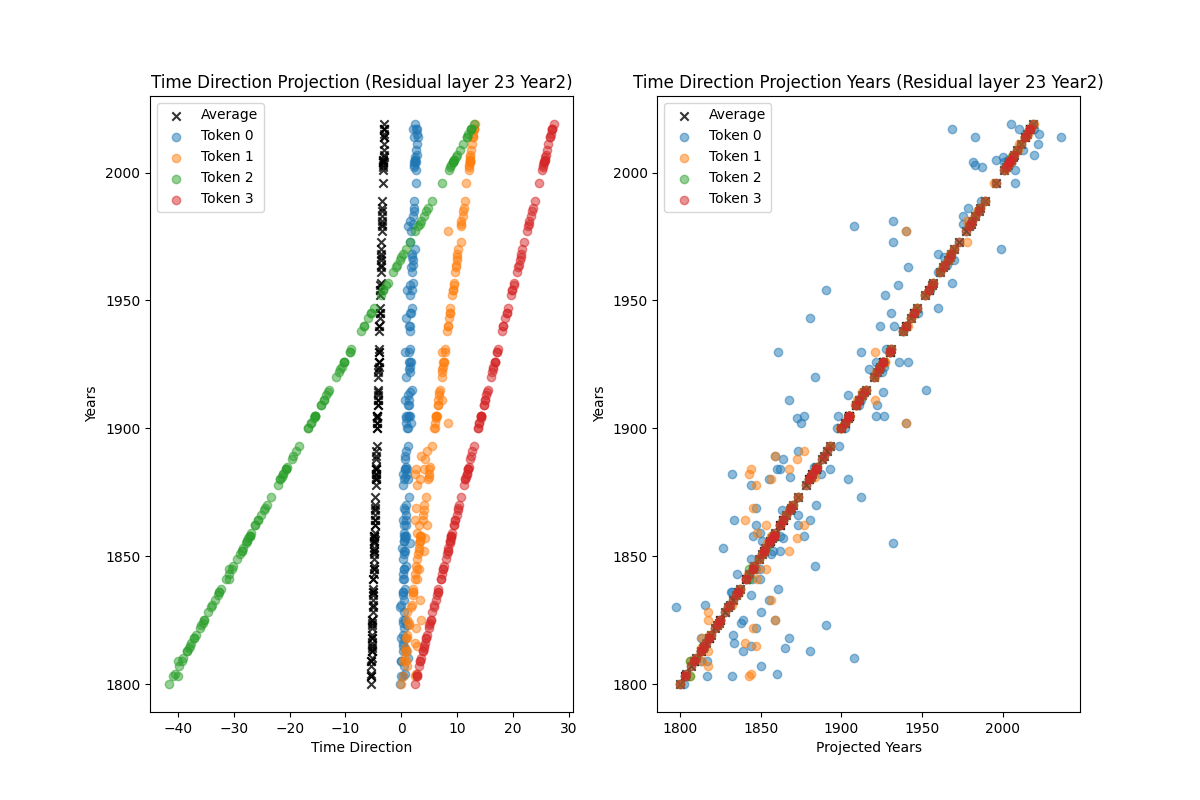 Time Direction Projection (Residual layer 23 Year2)
Average
Token 0
Token 1
Token 2
Token 3
2000
1950
1900
1850
1800
Years
−40 −30 −20 −10 0 10 20 30
Time Direction
Time Direction Projection Years (Residual layer 23 Year2)
Average
Token 0
Token 1
Token 2
Token 3
2000
1950
1900
1850
1800
Years
1800 1850 1900 1950 2000
Projected Years